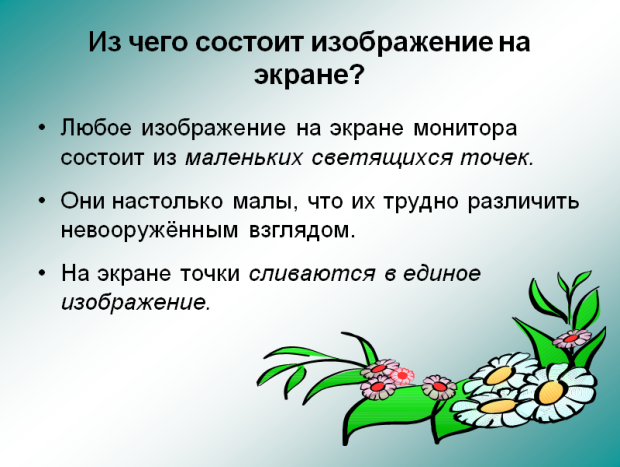 Из чего состоит изображение на
экране?
• Любое изображение на экране монитора
состоит из маленьких светящихся точек.
• Они настолько малы, что их трудно различить
невооружённым взглядом.
• На экране точки сливаются в единое
изображение.